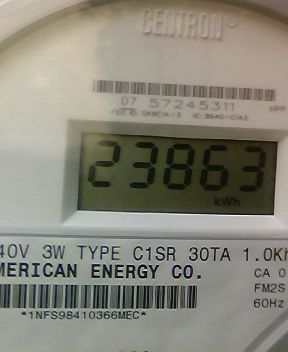 CENTRON®
07 57245311
23863
kWh
40V 3W TYPE C1SR 30TA 1.0Kh
MERICAN ENERGY CO.
CA 0
FM2S
60Hz
*1NFS98410366MEC*